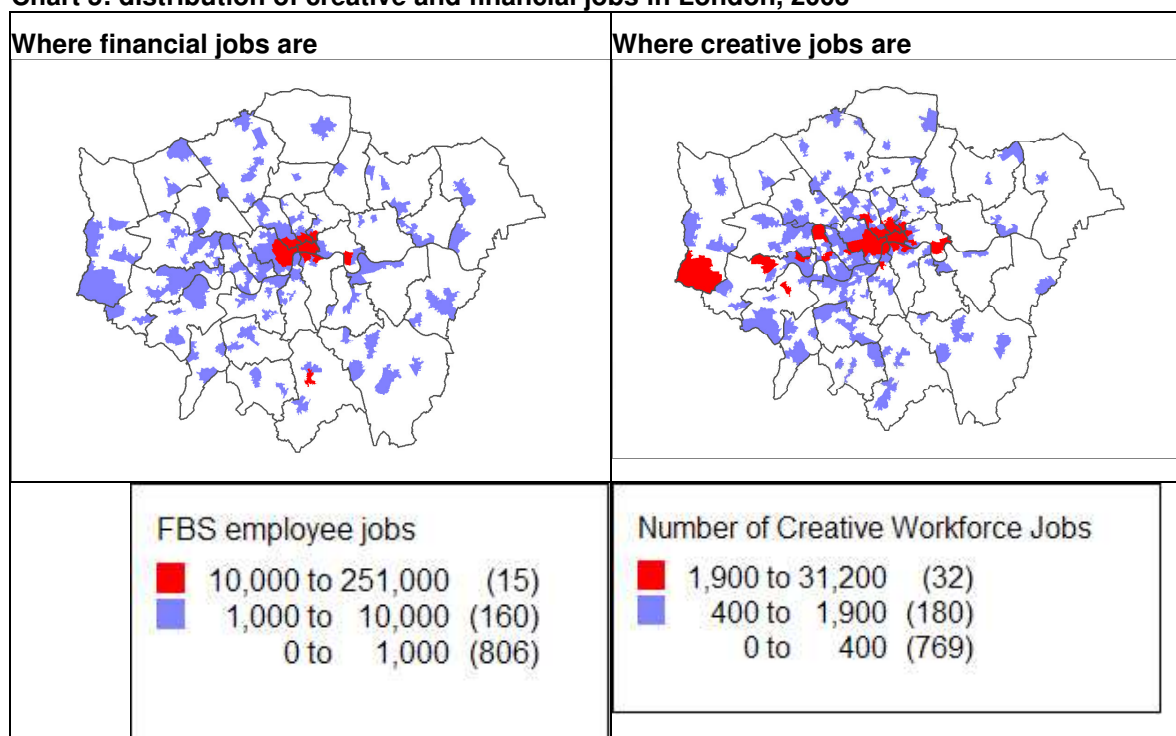 Where financial jobs are
Where creative jobs are
FBS employee jobs
10,000 to 251,000 (15)
1,000 to 10,000 (160)
0 to 1,000 (806)
Number of Creative Workforce Jobs
1,900 to 31,200 (32)
400 to 1,900 (180)
0 to 400 (769)